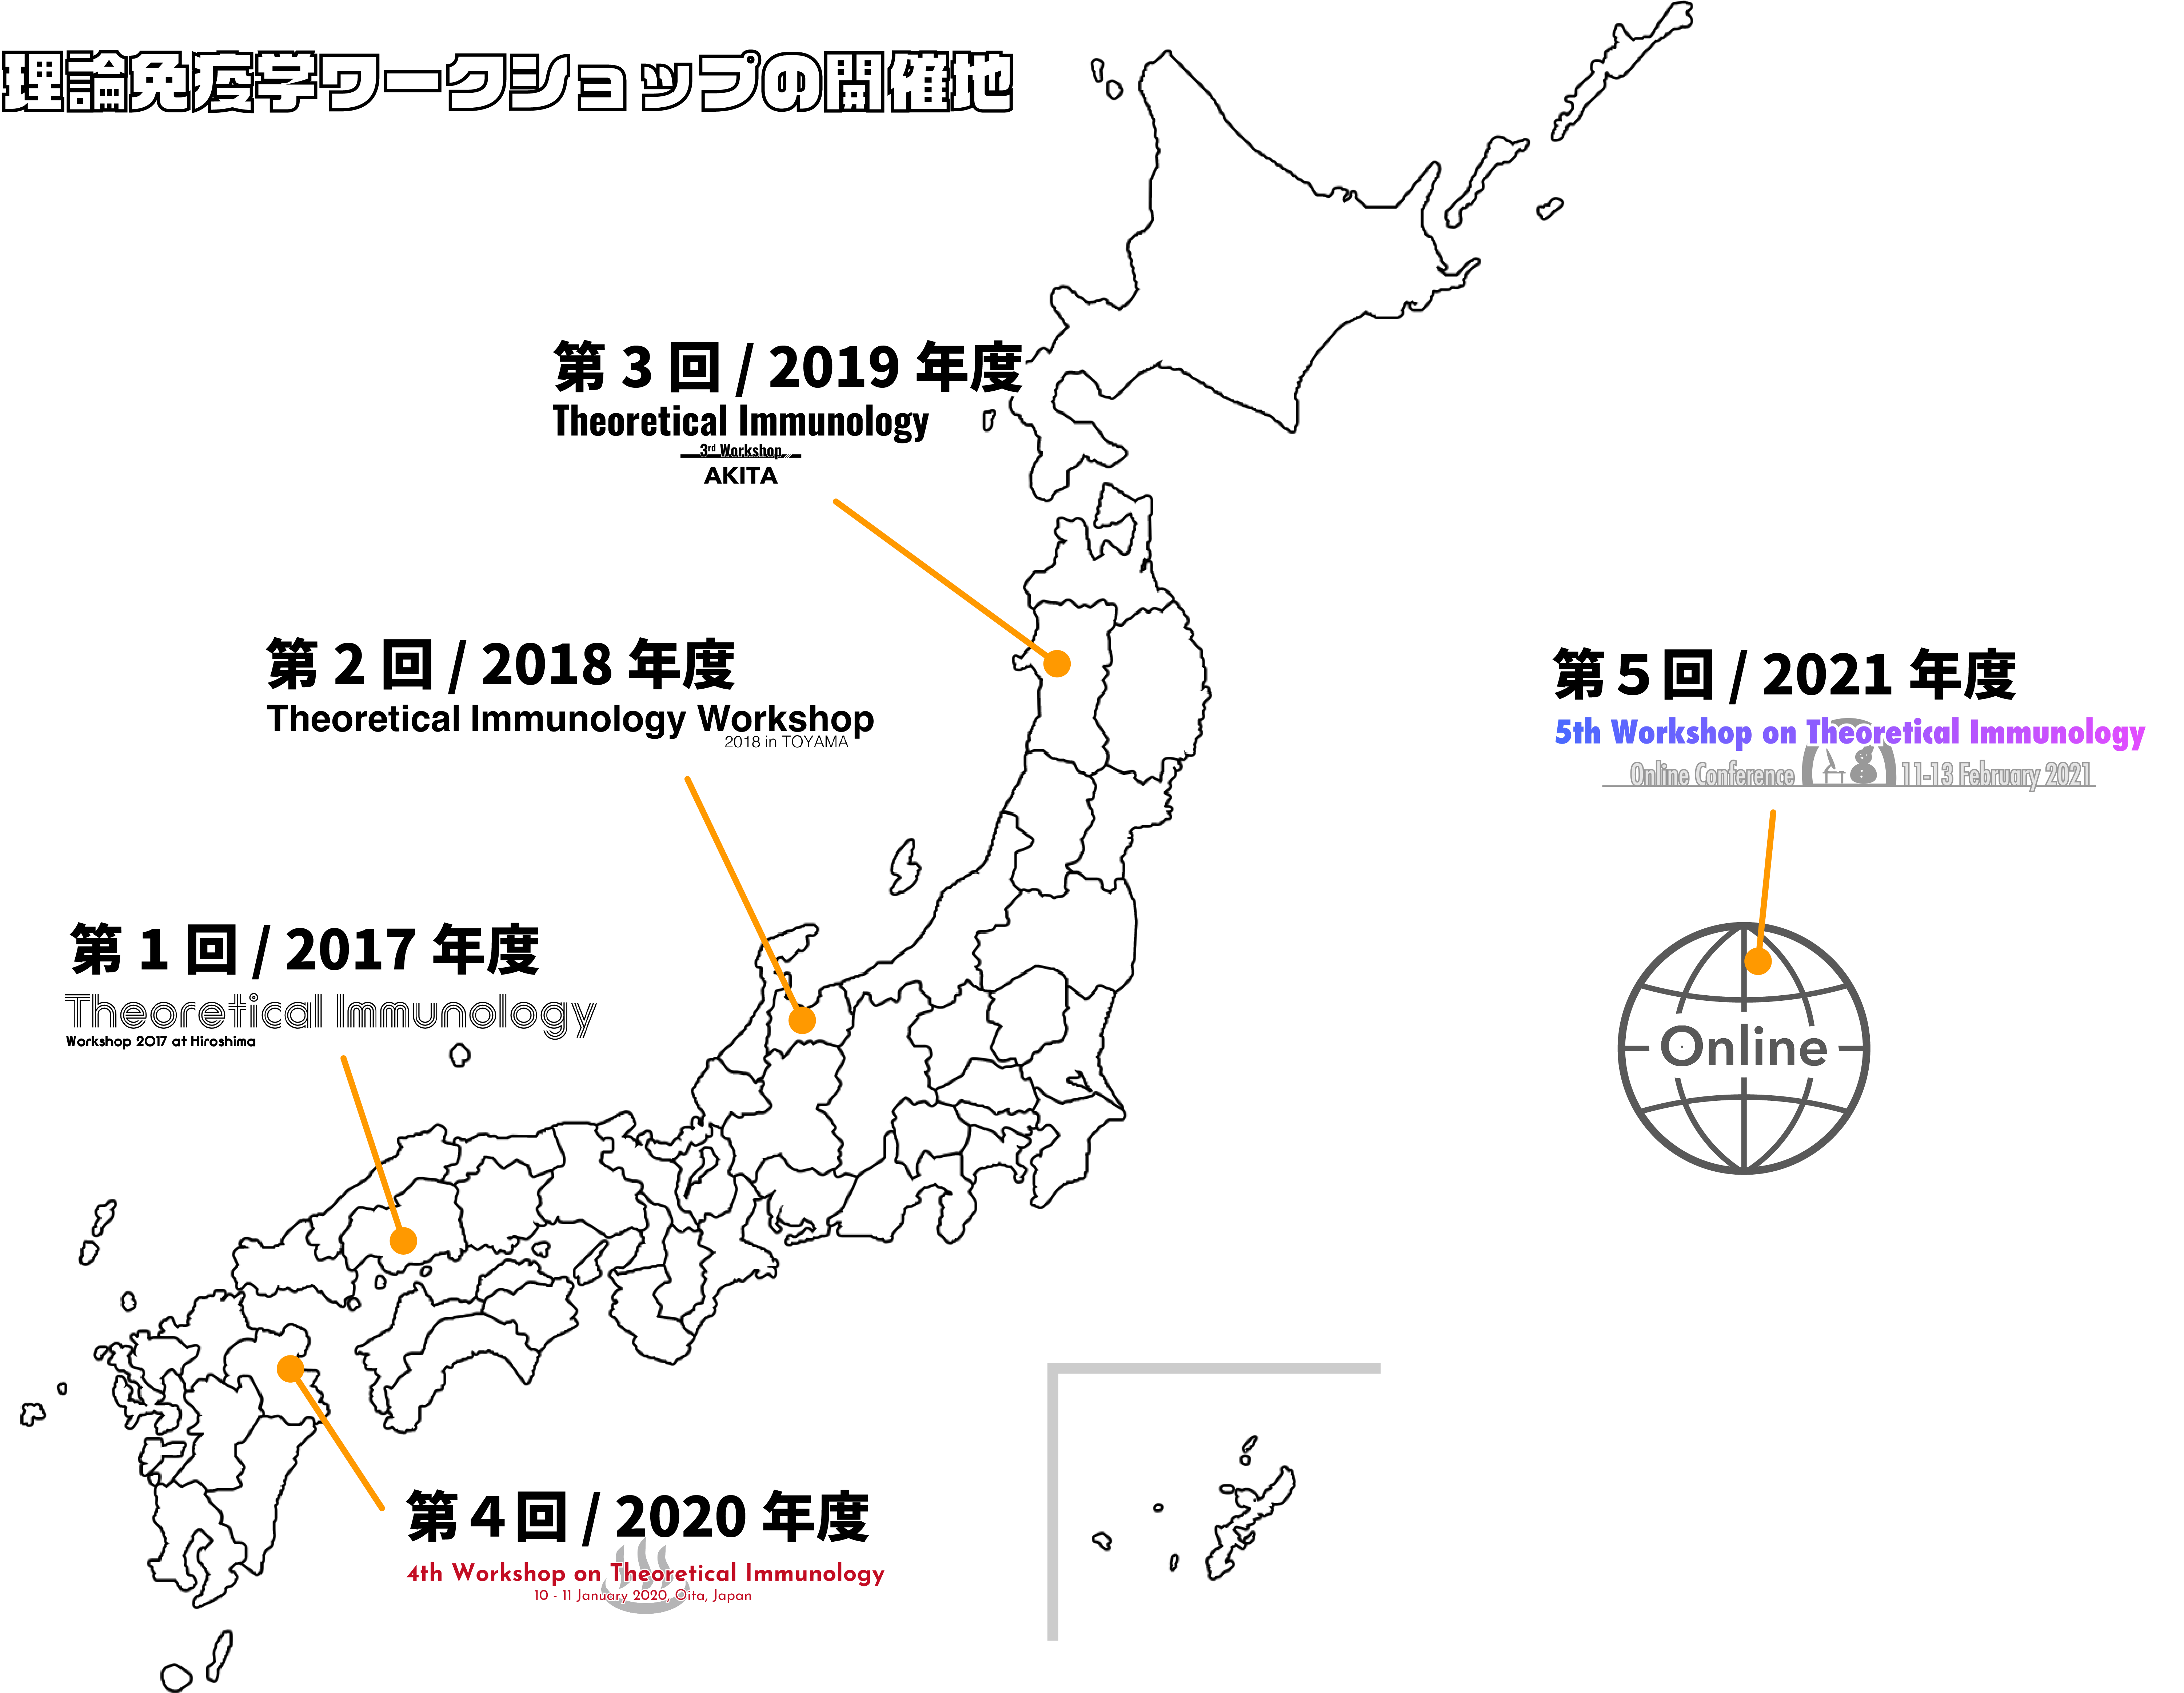 理論免疫学ワークショップの開催地
第 3 回 / 2019 年度
Theoretical Immunology
3rd Workshop
AKITA
第 2 回 / 2018 年度
Theoretical Immunology Workshop
2018 in TOYAMA
第 5 回 / 2021 年度
5th Workshop on Theoretical Immunology
Online Conference 11-13 February 2021
第 1 回 / 2017 年度
Theoretical Immunology
Workshop 2017 at Hiroshima
Online
第 4 回 / 2020 年度
4th Workshop on Theoretical Immunology
10 - 11 January 2020, Oita, Japan